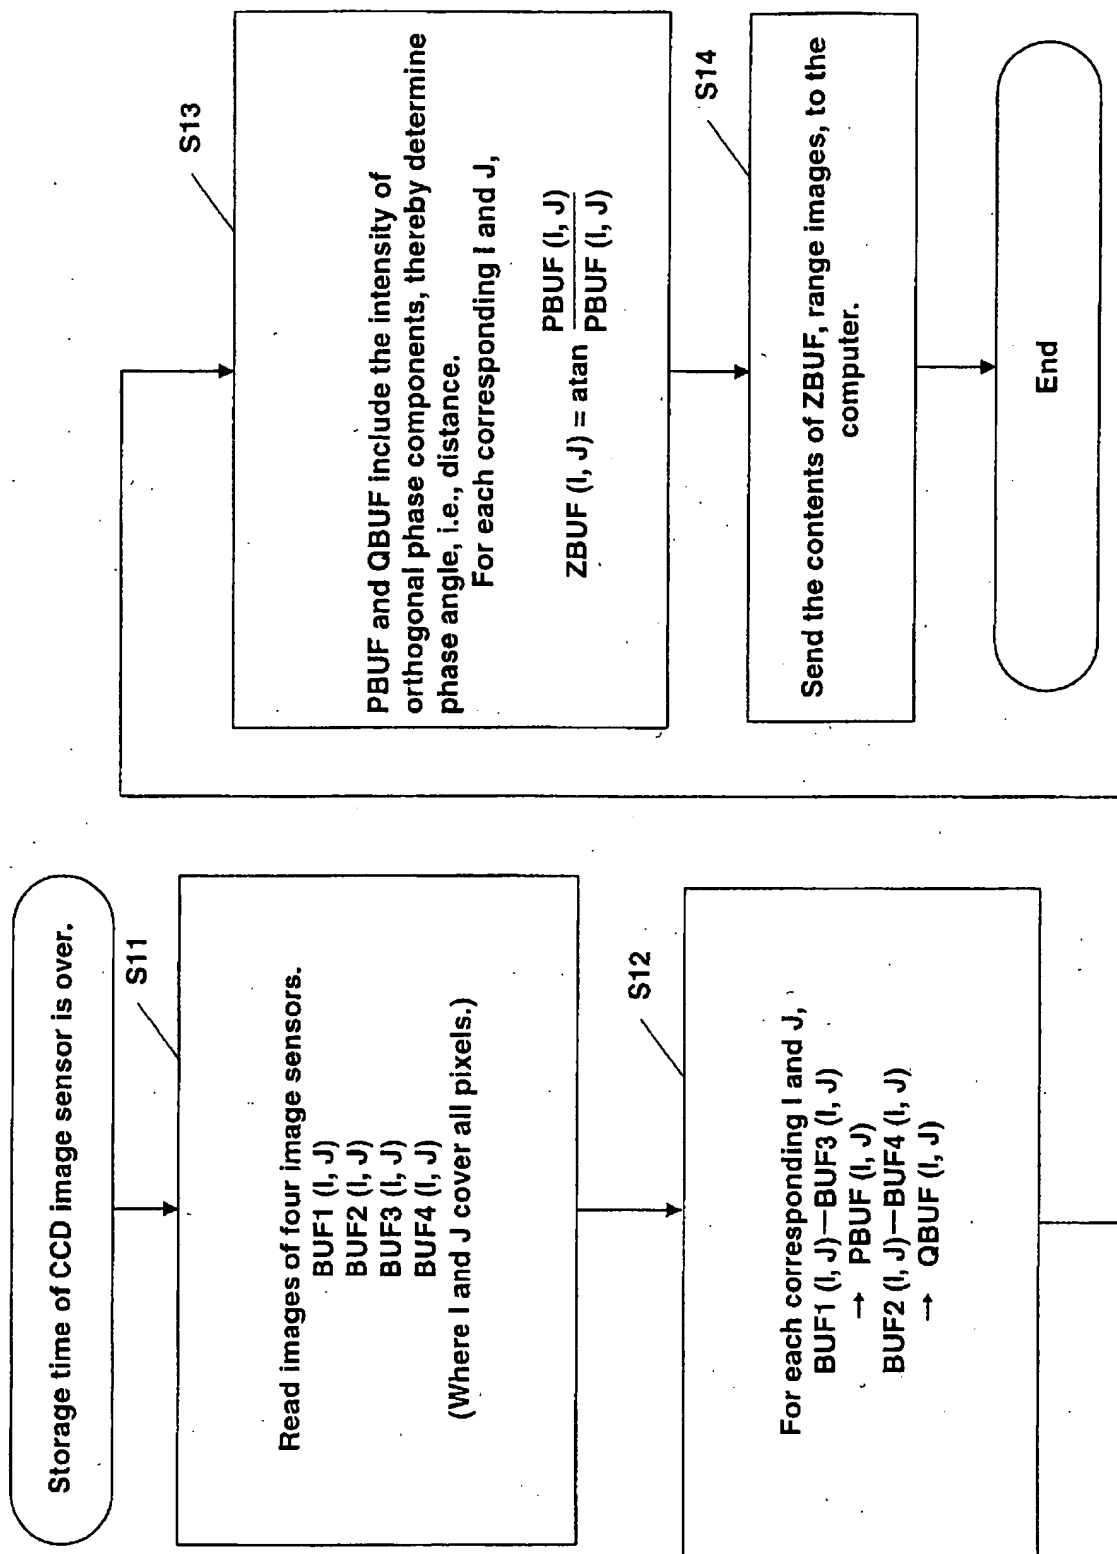 Storage time of CCD image sensor is over.
S11
Read images of four image sensors.
BUF1 (I, J)
BUF2 (I, J)
BUF3 (I, J)
BUF4 (I, J)
(Where I and J cover all pixels.)
S12
For each corresponding I and J,
BUF1 (I, J)—BUF3 (I, J)
→ PBUF (I, J)
BUF2 (I, J)—BUF4 (I, J)
→ QBUF (I, J)
S13
PBUF and QBUF include the intensity of
orthogonal phase components, thereby determine
phase angle, i.e., distance.
For each corresponding I and J,
ZBUF (I, J) = atan PBUF (I, J)
PBUF (I, J)
S14
Send the contents of ZBUF, range images, to the
computer.
End